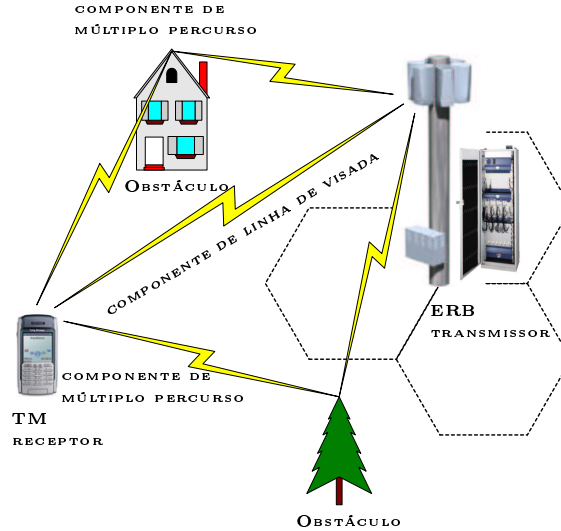 COMPONENTE DE
MÚLTIPLO PERCURSO
OBSTÁCULO
COMPONENTE DE LINHA DE VISADA
ERB
TRANSMISSOR
COMPONENTE DE
MÚLTIPLO PERCURSO
TM
RECEPTOR
OBSTÁCULO